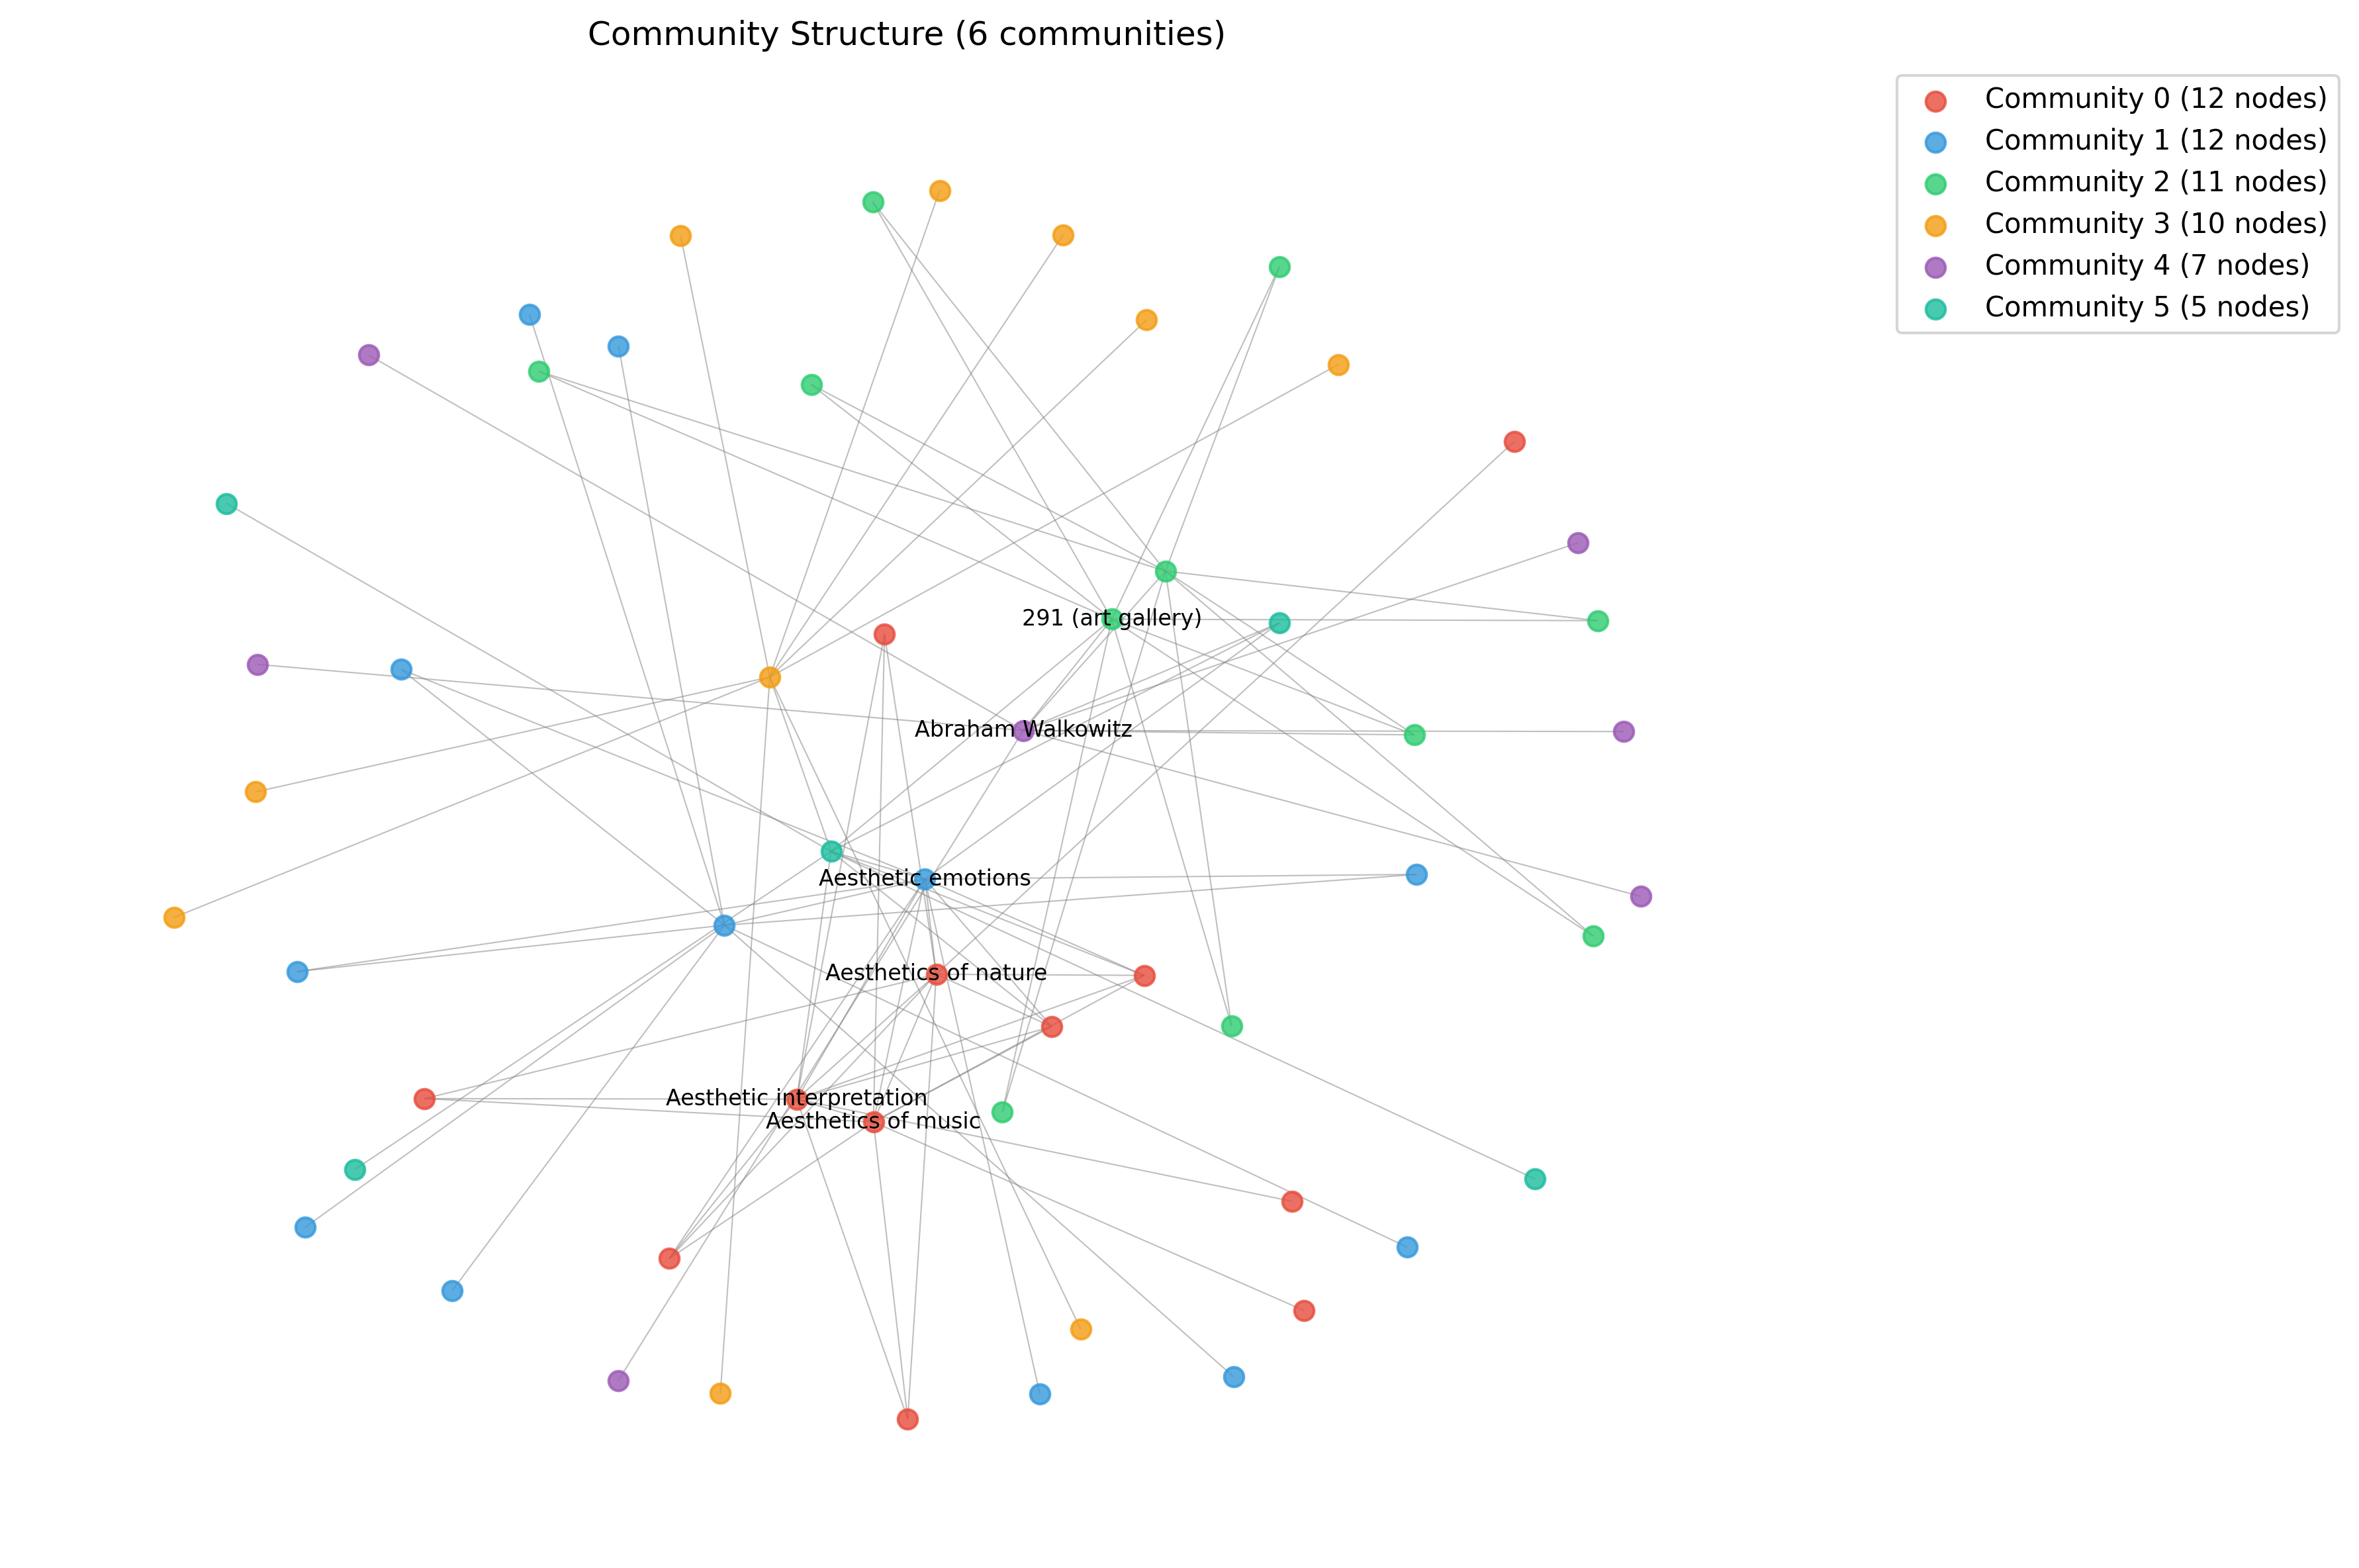 Community Structure (6 communities)
Community 0 (12 nodes)
Community 1 (12 nodes)
Community 2 (11 nodes)
Community 3 (10 nodes)
Community 4 (7 nodes)
Community 5 (5 nodes)
291 (art gallery)
Abraham Walkowitz
Aesthetic emotions
Aesthetics of nature
Aesthetic interpretation
Aesthetics of music